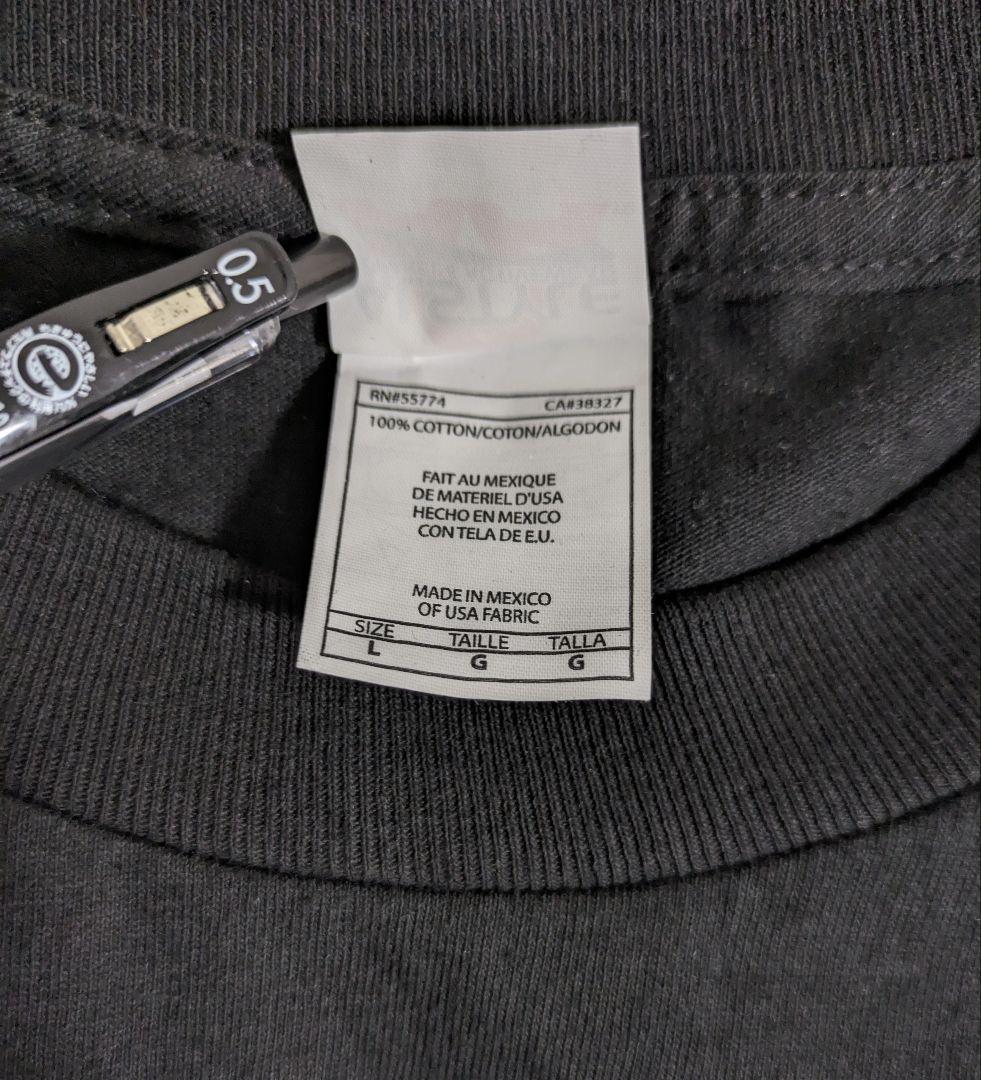 0.5
e
RN#55774 CA#38327
100% COTTON/COTON/ALGODON
FAIT AU MEXIQUE
DE MATERIEL D'USA
HECHO EN MEXICO
CON TELA DE E.U.
MADE IN MEXICO
OF USA FABRIC
SIZE TAILLE TALLA
L G G